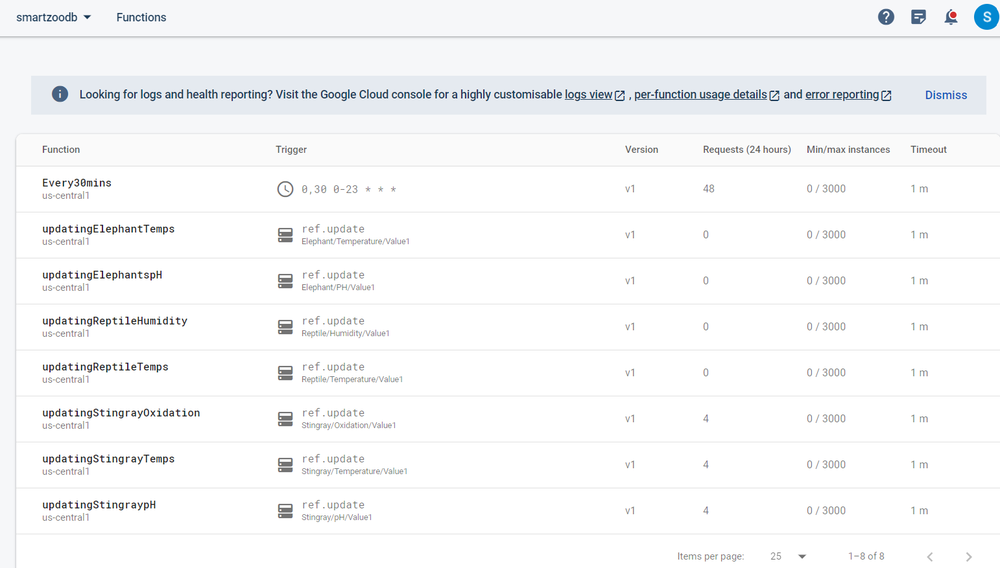 smartzoodb Functions
S
Looking for logs and health reporting? Visit the Google Cloud console for a highly customisable logs view , per-function usage details and error reporting Dismiss
Function Trigger Version Requests (24 hours) Min/max instances Timeout
Every30mins
us-central1
0,30 0-23 * * *
v1 48 0 / 3000 1 m
updatingElephantTemps
us-central1
ref.update
Elephant/Temperature/Value1
v1 0 0 / 3000 1 m
updatingElephantspH
us-central1
ref.update
Elephant/PH/Value1
v1 0 0 / 3000 1 m
updatingReptileHumidity
us-central1
ref.update
Reptile/Humidity/Value1
v1 0 0 / 3000 1 m
updatingReptileTemps
us-central1
ref.update
Reptile/Temperature/Value1
v1 0 0 / 3000 1 m
updatingStingrayOxidation
us-central1
ref.update
Stingray/Oxidation/Value1
v1 4 0 / 3000 1 m
updatingStingrayTemps
us-central1
ref.update
Stingray/Temperature/Value1
v1 4 0 / 3000 1 m
updatingStingraypH
us-central1
ref.update
Stingray/pH/Value1
v1 4 0 / 3000 1 m
Items per page: 25 1–8 of 8